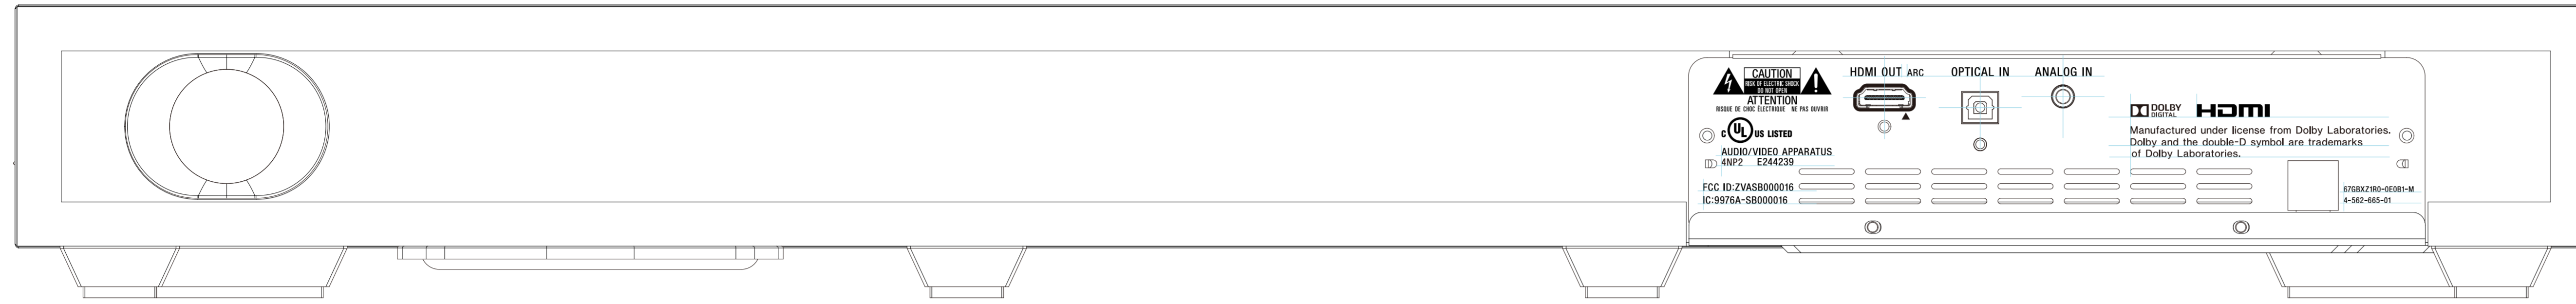 CAUTION
RISK OF ELECTRIC SHOCK
DO NOT OPEN
ATTENTION
RISQUE DE CHOC ÉLECTRIQUE NE PAS OUVRIR
C UL US LISTED
AUDIO/VIDEO APPARATUS
4NP2 E244239
FCC ID:ZVASB000016
IC:9976A-SB000016
HDMI OUT ARC
OPTICAL IN
ANALOG IN
DOLBY
DIGITAL
HDMI
Manufactured under license from Dolby Laboratories.
Dolby and the double-D symbol are trademarks
of Dolby Laboratories.
67GBXZ1R0-0E0B1-M
4-562-665-01